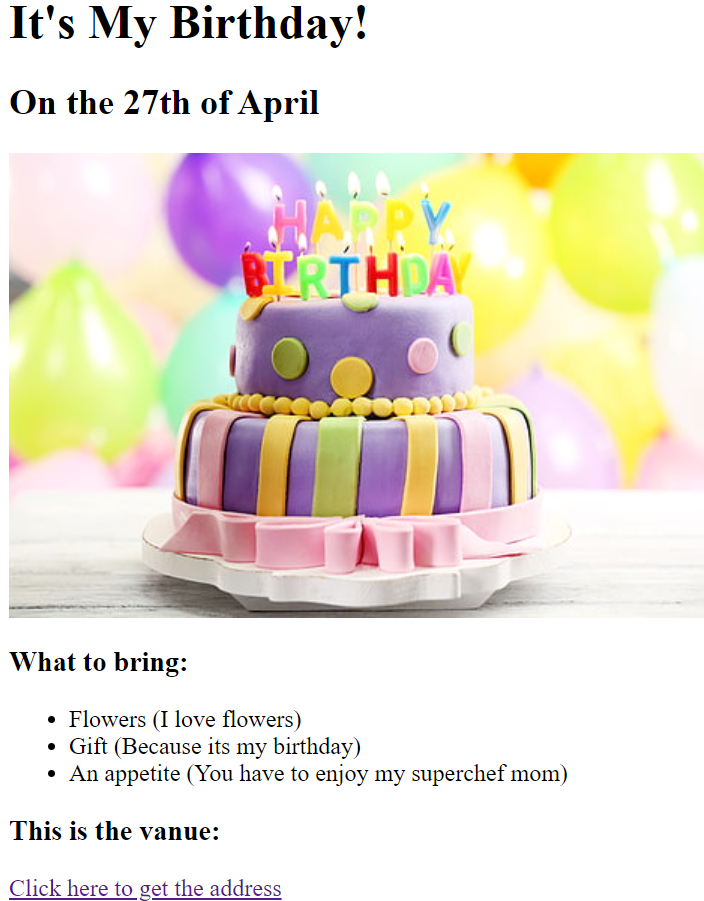 It's My Birthday!
On the 27th of April
HAPPY
BIRTHDAY
What to bring:
Flowers (I love flowers)
Gift (Because its my birthday)
An appetite (You have to enjoy my superchef mom)
This is the vanue:
Click here to get the address